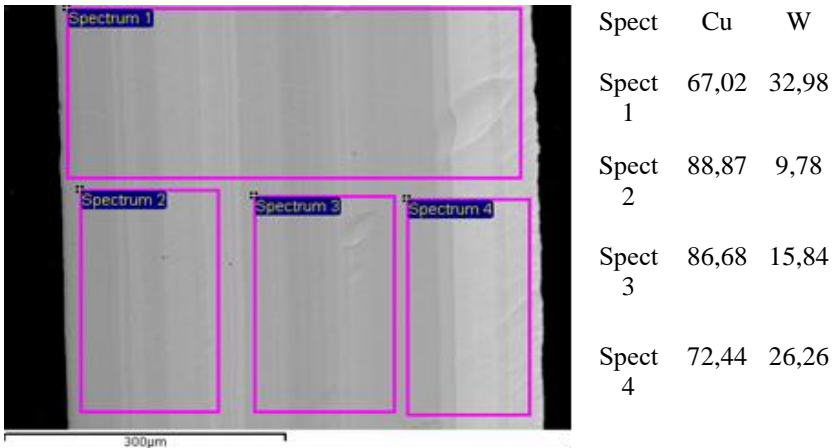 Spectrum 1
Spectrum 2
Spectrum 3
Spectrum 4
300µm
Spect Cu W
Spect 67,02 32,98
1
Spect 88,87 9,78
2
Spect 86,68 15,84
3
Spect 72,44 26,26
4